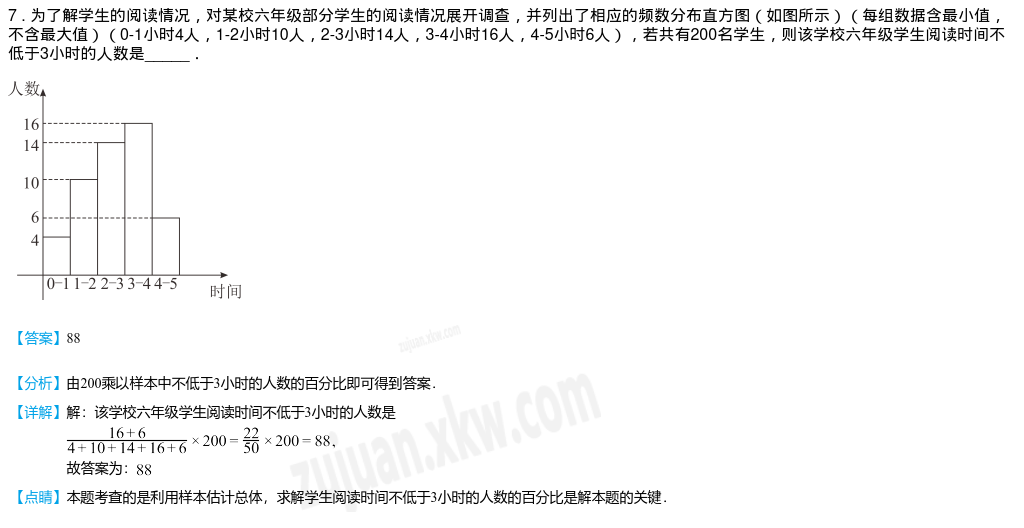 7．为了解学生的阅读情况，对某校六年级部分学生的阅读情况展开调查，并列出了相应的频数分布直方图（如图所示）（每组数据含最小值，
不含最大值）（0-1小时4人，1-2小时10人，2-3小时14人，3-4小时16人，4-5小时6人），若共有200名学生，则该学校六年级学生阅读时间不
低于3小时的人数是______．
人数
16
14
10
6
4
0-1 1-2 2-3 3-4 4-5
时间
【答案】88
【分析】由200乘以样本中不低于3小时的人数的百分比即可得到答案.
【详解】解：该学校六年级学生阅读时间不低于3小时的人数是
16+6
4+10+14+16+6
×200=
22
50
×200=88，
故答案为：88
【点睛】本题考查的是利用样本估计总体，求解学生阅读时间不低于3小时的人数的百分比是解本题的关键.
zujuan.xkw.com
zujuan.xkw.com